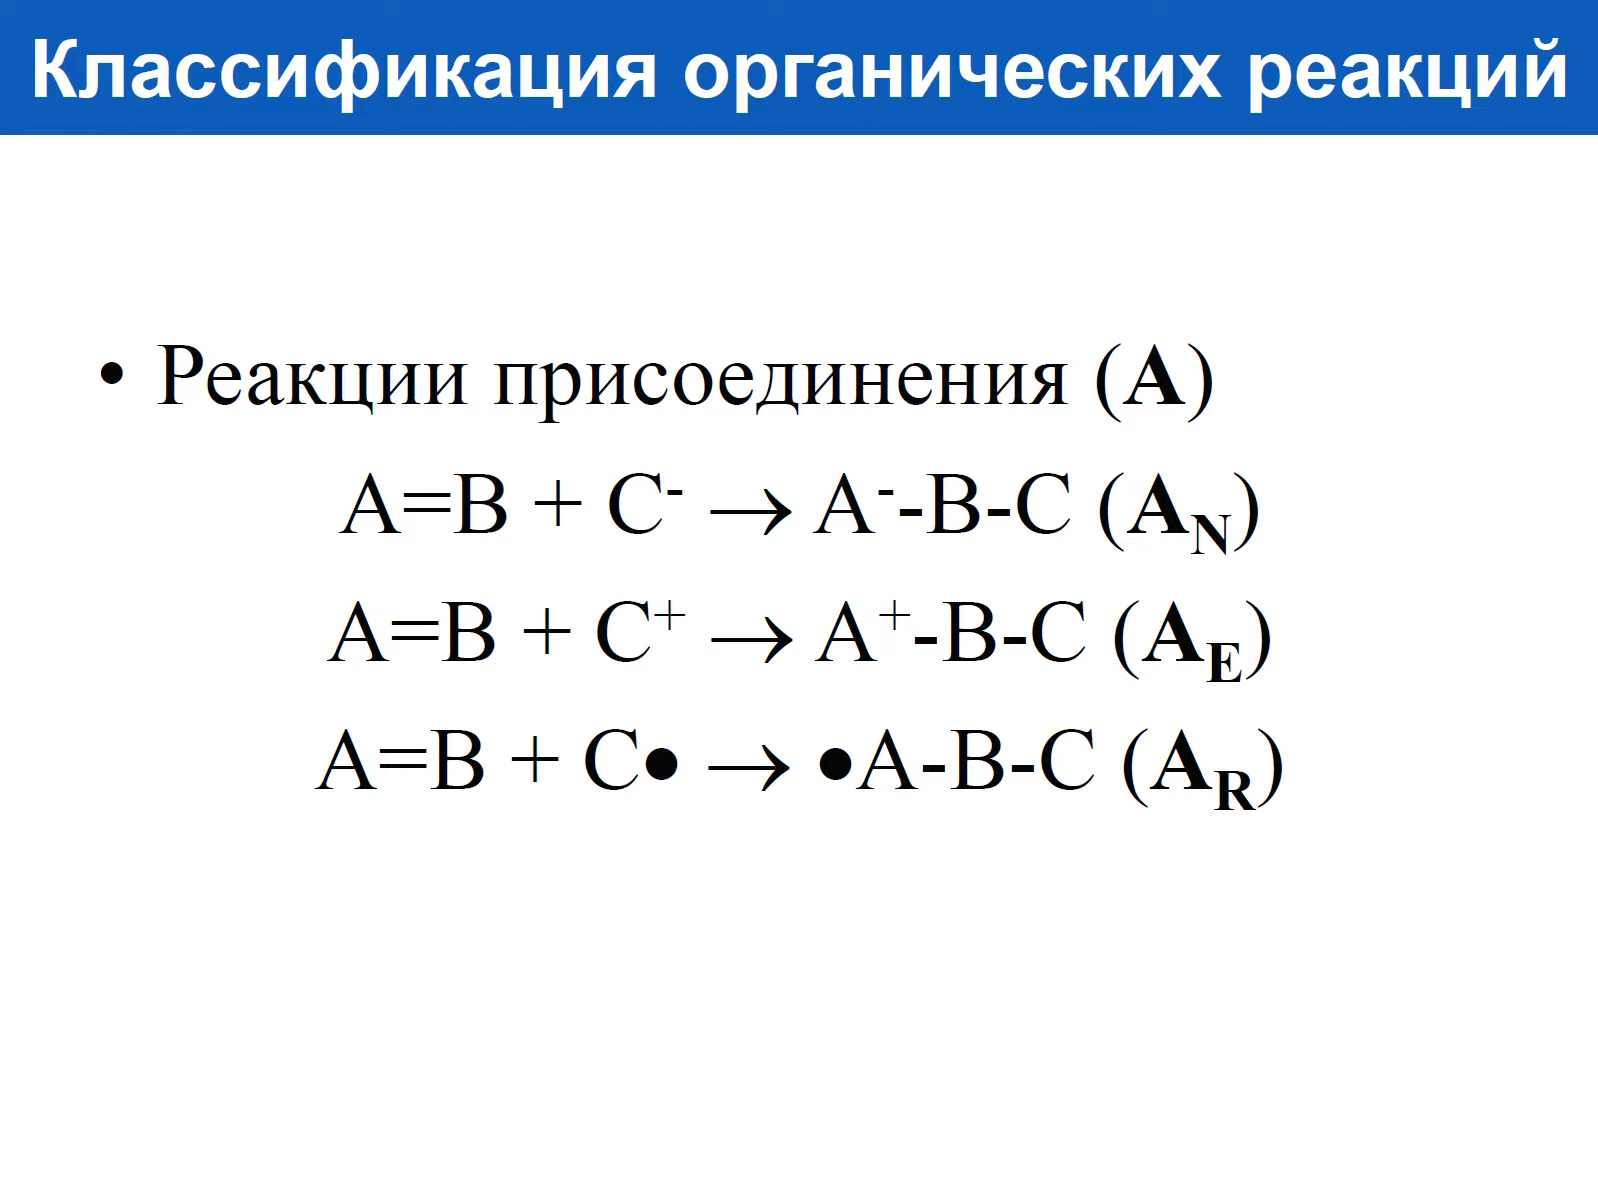 Классификация органических реакций
• Реакции присоединения (A)
A=B + C⁻ → A⁻-B-C (A_N)
A=B + C⁺ → A⁺-B-C (A_E)
A=B + C• → •A-B-C (A_R)